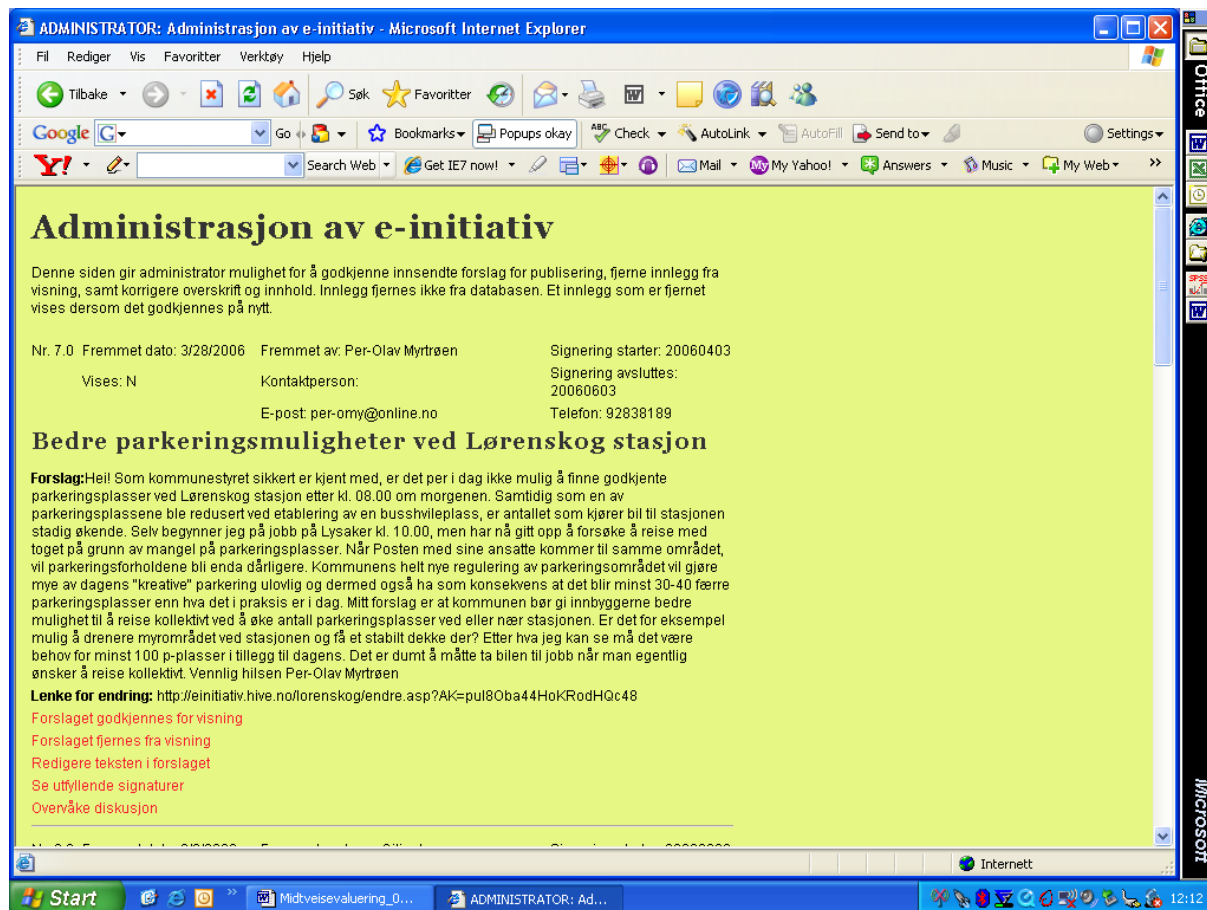 ADMINISTRATOR: Administrasjon av e-initiativ - Microsoft Internet Explorer
Fil Rediger Vis Favoritter Verktøy Hjelp
Tilbake Søk Favoritter
Google G Go Bookmarks Popups okay ABC Check AutoLink AutoFill Send to Settings
Y! Search Web Get IE7 now! Mail My My Yahoo! Answers Music My Web >>
Administrasjon av e-initiativ
Denne siden gir administrator mulighet for å godkjenne innsendte forslag for publisering, fjerne innlegg fra
visning, samt korrigere overskrift og innhold. Innlegg fjernes ikke fra databasen. Et innlegg som er fjernet
vises dersom det godkjennes på nytt.
Nr. 7.0 Fremmet dato: 3/28/2006 Fremmet av: Per-Olav Myrtrøen Signering starter: 20060403
Vises: N Kontaktperson: Signering avsluttes:
20060603
E-post: per-omy@online.no Telefon: 92838189
Bedre parkeringsmuligheter ved Lørenskog stasjon
Forslag:Hei! Som kommunestyret sikkert er kjent med, er det per i dag ikke mulig å finne godkjente
parkeringsplasser ved Lørenskog stasjon etter kl. 08.00 om morgenen. Samtidig som en av
parkeringsplassene ble redusert ved etablering av en busshvileplass, er antallet som kjører bil til stasjonen
stadig økende. Selv begynner jeg på jobb på Lysaker kl. 10.00, men har nå gitt opp å forsøke å reise med
toget på grunn av mangel på parkeringsplasser. Når Posten med sine ansatte kommer til samme området,
vil parkeringsforholdene bli enda dårligere. Kommunens helt nye regulering av parkeringsområdet vil gjøre
mye av dagens "kreative" parkering ulovlig og dermed også ha som konsekvens at det blir minst 30-40 færre
parkeringsplasser enn hva det i praksis er i dag. Mitt forslag er at kommunen bør gi innbyggerne bedre
mulighet til å reise kollektivt ved å øke antall parkeringsplasser ved eller nær stasjonen. Er det for eksempel
mulig å drenere myrområdet ved stasjonen og få et stabilt dekke der? Etter hva jeg kan se må det være
behov for minst 100 p-plasser i tillegg til dagens. Det er dumt å måtte ta bilen til jobb når man egentlig
ønsker å reise kollektivt. Vennlig hilsen Per-Olav Myrtrøen
Lenke for endring: http://einitiativ.hive.no/lorenskog/endre.asp?AK=pul8Oba44HoKRodHQc48
Forslaget godkjennes for visning
Forslaget fjernes fra visning
Redigere teksten i forslaget
Se utfyllende signaturer
Overvåke diskusjon
Internett
Start Midtveisevaluering_0... ADMINISTRATOR: Ad... 12:12
Office
SPSS
Microsoft